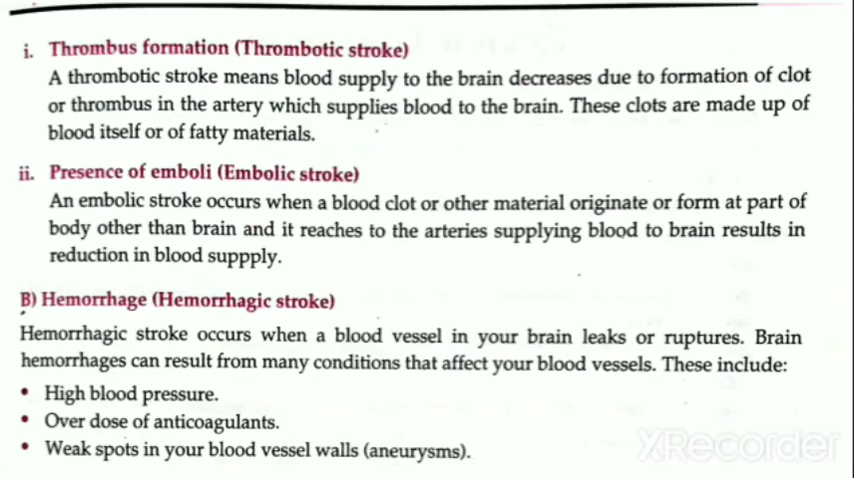 i. Thrombus formation (Thrombotic stroke)
A thrombotic stroke means blood supply to the brain decreases due to formation of clot
or thrombus in the artery which supplies blood to the brain. These clots are made up of
blood itself or of fatty materials.
ii. Presence of emboli (Embolic stroke)
An embolic stroke occurs when a blood clot or other material originate or form at part of
body other than brain and it reaches to the arteries supplying blood to brain results in
reduction in blood suppply.
B) Hemorrhage (Hemorrhagic stroke)
Hemorrhagic stroke occurs when a blood vessel in your brain leaks or ruptures. Brain
hemorrhages can result from many conditions that affect your blood vessels. These include:
• High blood pressure.
• Over dose of anticoagulants.
• Weak spots in your blood vessel walls (aneurysms).
XRecorder